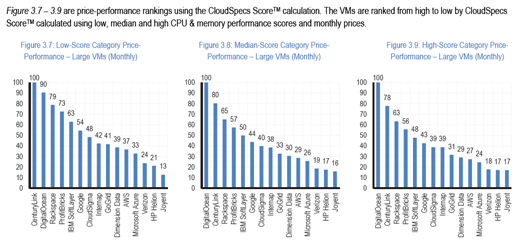 Figure 3.7 – 3.9 are price-performance rankings using the CloudSpecs Score™ calculation. The VMs are ranked from high to low by CloudSpecs
Score™ calculated using low, median and high CPU & memory performance scores and monthly prices.
Figure 3.7: Low-Score Category Price-
Performance – Large VMs (Monthly)
100
90
80
70
60
50
40
30
20
10
0
100 90 79 73 63 54 48 42 41 39 37 33 24 21 13
CenturyLink
DigitalOcean
Rackspace
ProfitBricks
IBM SoftLayer
Google
CloudSigma
Internap
GoGrid
Dimension Data
AWS
Microsoft Azure
Verizon
HP Helion
Joyent
Figure 3.8: Median-Score Category Price-
Performance – Large VMs (Monthly)
100
90
80
70
60
50
40
30
20
10
0
100 80 65 57 50 44 40 38 33 30 29 26 19 17 16
DigitalOcean
CenturyLink
Rackspace
ProfitBricks
IBM SoftLayer
Google
CloudSigma
Internap
GoGrid
Dimension Data
AWS
Microsoft Azure
Verizon
HP Helion
Joyent
Figure 3.9: High-Score Category Price-
Performance – Large VMs (Monthly)
100
90
80
70
60
50
40
30
20
10
0
100 78 63 56 48 43 39 39 31 29 27 24 18 17 17
DigitalOcean
CenturyLink
Rackspace
ProfitBricks
IBM SoftLayer
Google
CloudSigma
Internap
GoGrid
Dimension Data
AWS
Microsoft Azure
Verizon
HP Helion
Joyent